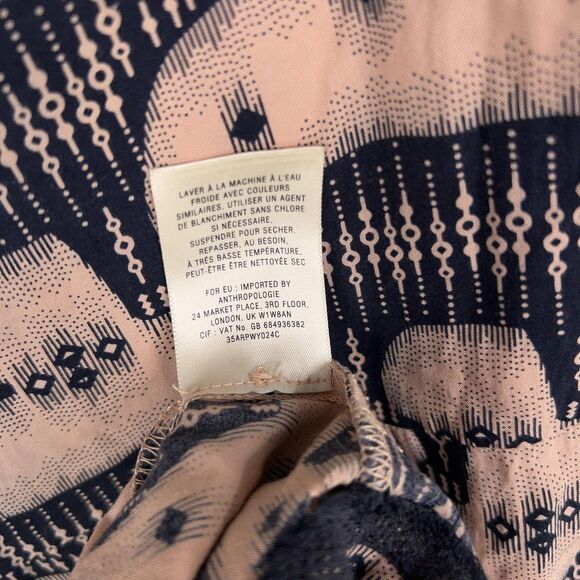 LAVER À LA MACHINE À L'EAU
FROIDE AVEC COULEURS
SIMILAIRES, UTILISER UN AGENT
DE BLANCHIMENT SANS CHLORE
SI NÉCESSAIRE,
SUSPENDRE POUR SÉCHER,
REPASSER, AU BESOIN,
À TRÈS BASSE TEMPÉRATURE,
PEUT-ÊTRE ÊTRE NETTOYÉE SEC
FOR EU : IMPORTED BY
ANTHROPOLOGIE
24 MARKET PLACE, 3RD FLOOR,
LONDON, UK W1W8AN
CIF : VAT No. GB 684936382
35ARPWY024C